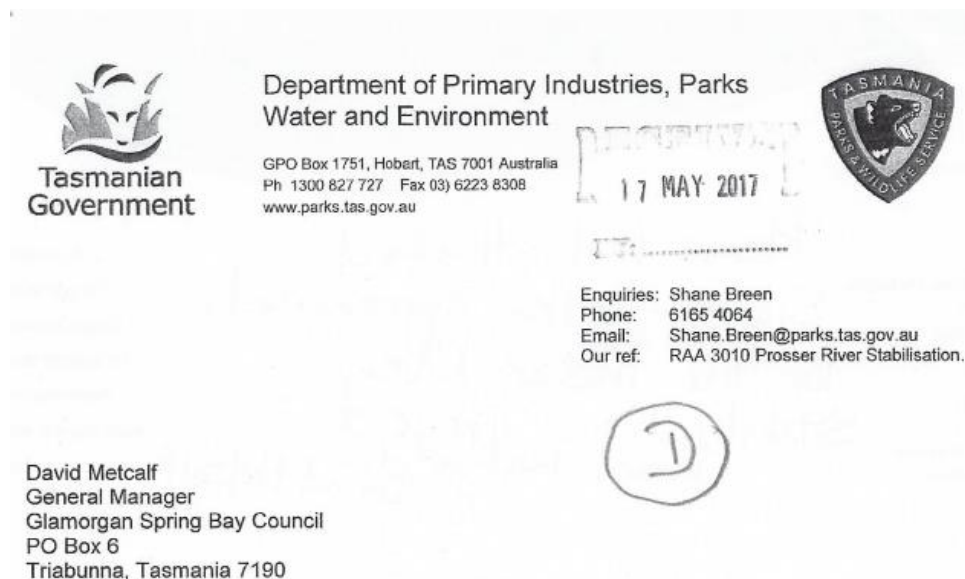 Tasmanian
Government
Department of Primary Industries, Parks
Water and Environment
GPO Box 1751, Hobart, TAS 7001 Australia
Ph 1300 827 727 Fax 03) 6223 8308
www.parks.tas.gov.au
RECEIVED
17 MAY 2017
TASMANIA
PARKS & WILDLIFE SERVICE
Enquiries: Shane Breen
Phone: 6165 4064
Email: Shane.Breen@parks.tas.gov.au
Our ref: RAA 3010 Prosser River Stabilisation.
D
David Metcalf
General Manager
Glamorgan Spring Bay Council
PO Box 6
Triabunna, Tasmania 7190